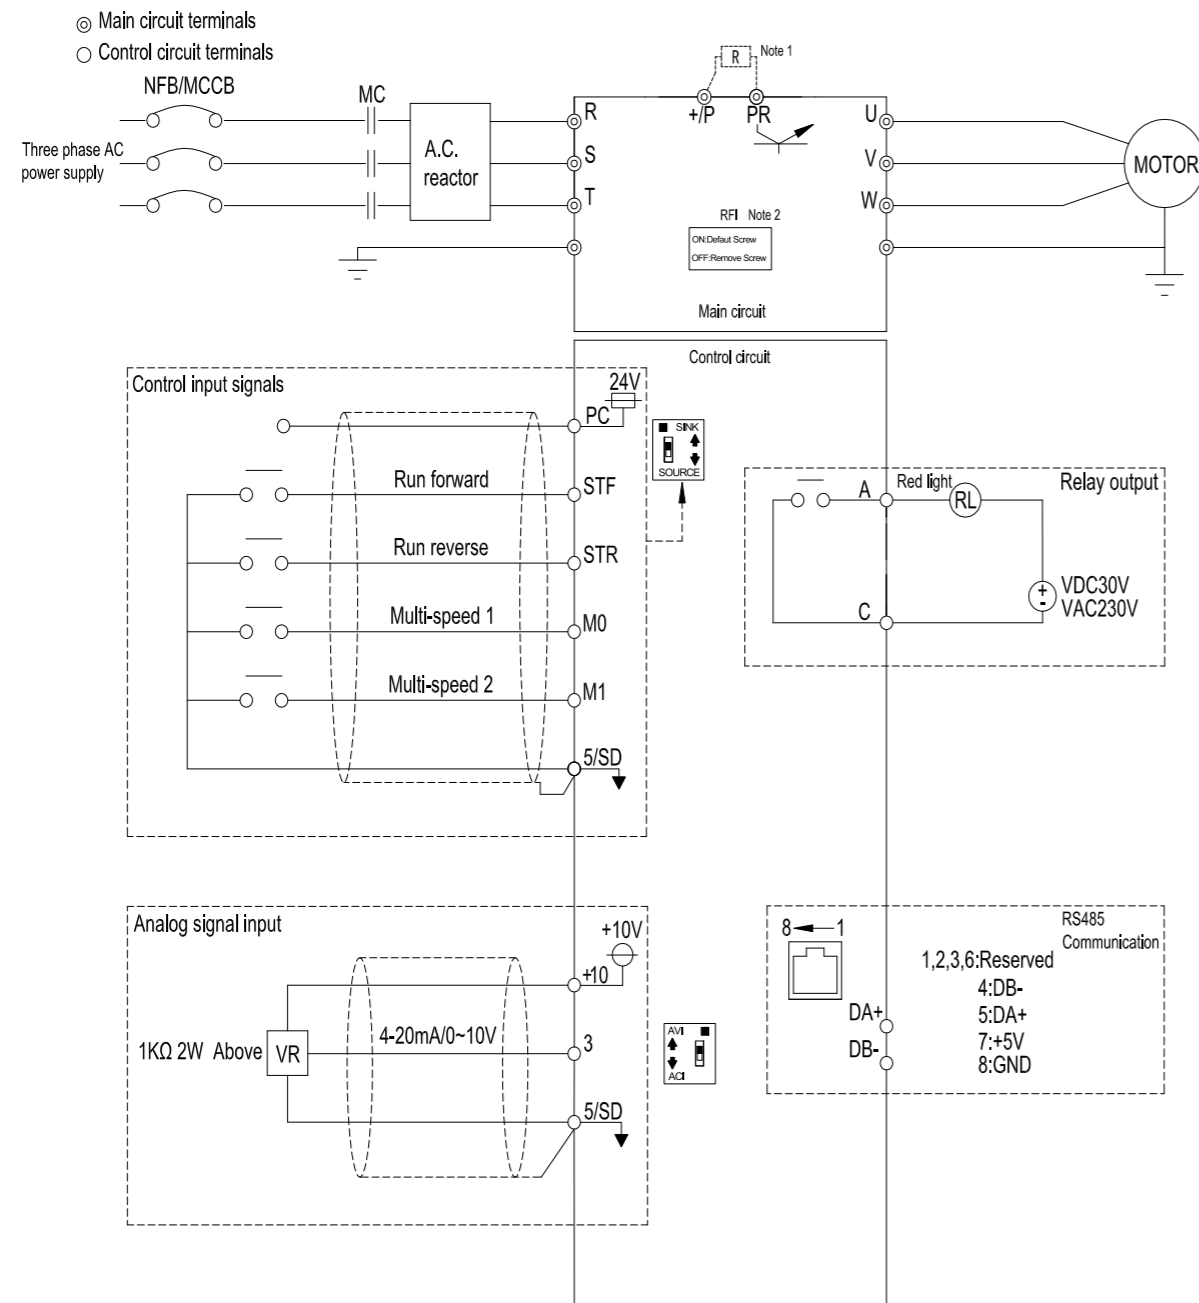 Main circuit terminals
Control circuit terminals
NFB/MCCB
MC
Three phase AC
power supply
A.C.
reactor
R
S
T
R
Note 1
+/P
PR
U
V
W
MOTOR
RFI Note 2
ON:Defaut Screw
OFF:Remove Screw
Main circuit
Control circuit
Control input signals
24V
PC
SINK
SOURCE
Run forward
STF
Run reverse
STR
Multi-speed 1
M0
Multi-speed 2
M1
5/SD
Relay output
A
Red light
RL
+
-
VDC30V
VAC230V
C
Analog signal input
+10V
+10
4-20mA/0~10V
1KΩ 2W Above
VR
3
AVI
ACI
5/SD
RS485
Communication
8
1
1,2,3,6:Reserved
4:DB-
5:DA+
7:+5V
8:GND
DA+
DB-